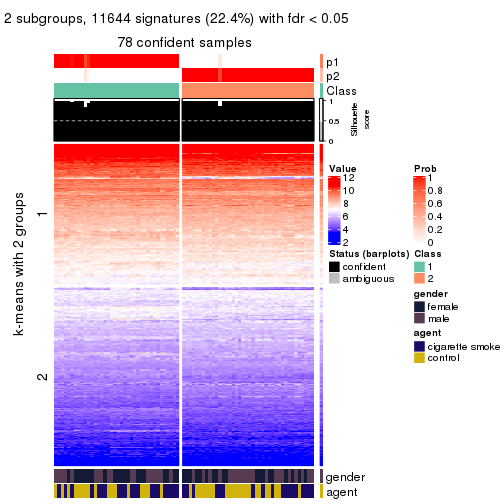 2 subgroups, 11644 signatures (22.4%) with fdr < 0.05
78 confident samples
p1
p2
Class
1
0.5
0
Silhouette
score
k-means with 2 groups
1
2
Value
12
10
8
6
4
2
Prob
1
0.8
0.6
0.4
0.2
0
Status (barplots)
confident
ambiguous
Class
1
2
gender
female
male
agent
cigarette smoke
control
gender
agent